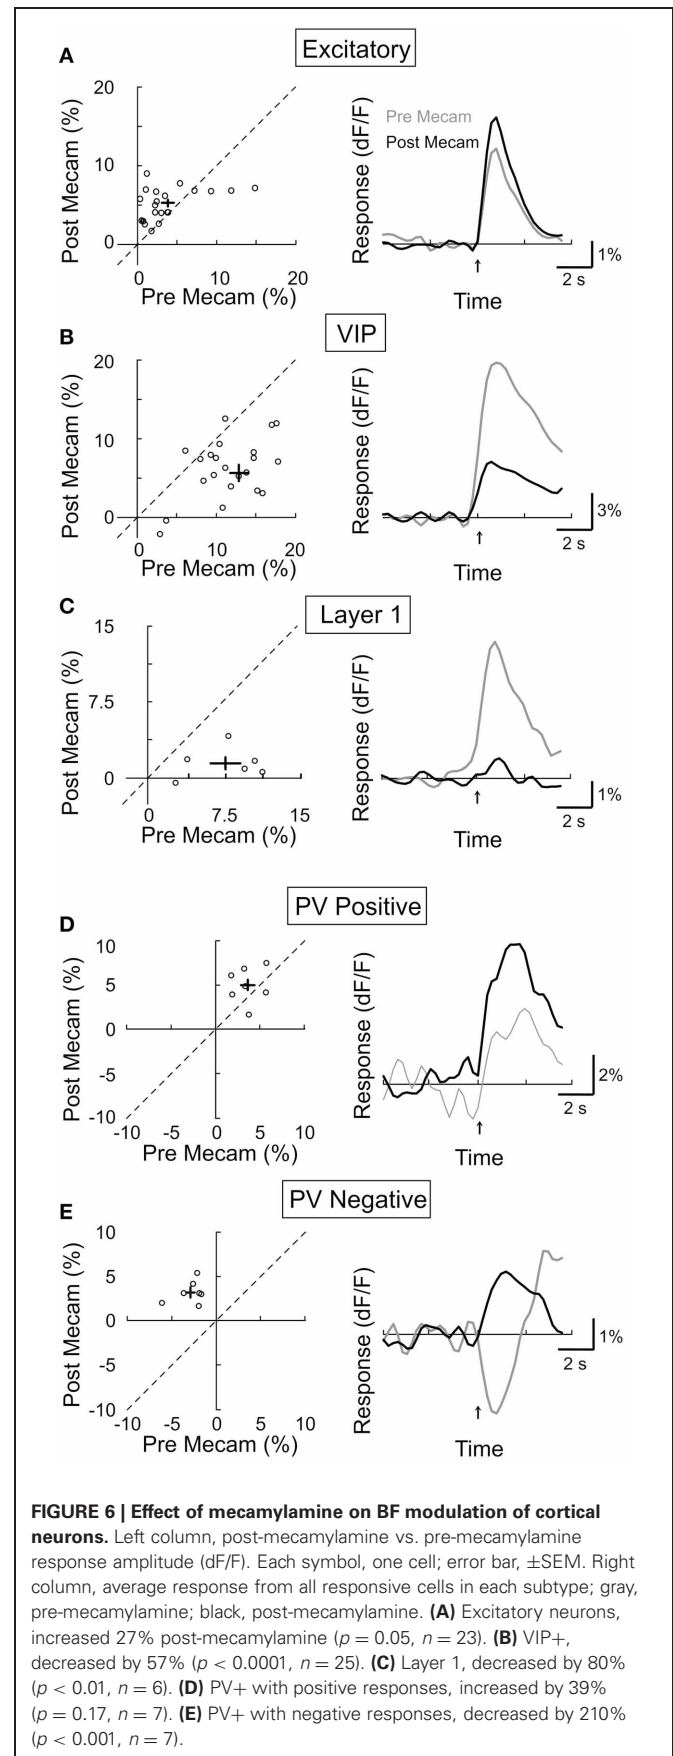 Excitatory
A
Post Mecam (%)
20
10
0
0
20
Pre Mecam (%)
Response (dF/F)
Pre Mecam
Post Mecam
1%
2 s
Time
VIP
B
Post Mecam (%)
20
10
0
0
10
20
Pre Mecam (%)
Response (dF/F)
3%
2 s
Time
Layer 1
C
Post Mecam (%)
15
7.5
0
0
7.5
15
Pre Mecam (%)
Response (dF/F)
1%
2 s
Time
PV Positive
D
Post Mecam (%)
10
5
0
-5
-10
-10
-5
0
5
10
Pre Mecam (%)
Response (dF/F)
2%
2 s
Time
PV Negative
E
Post Mecam (%)
10
5
0
-5
-10
-10
-5
0
5
10
Pre Mecam (%)
Response (dF/F)
1%
2 s
Time
FIGURE 6 | Effect of mecamylamine on BF modulation of cortical
neurons. Left column, post-mecamylamine vs. pre-mecamylamine
response amplitude (dF/F). Each symbol, one cell; error bar, ±SEM. Right
column, average response from all responsive cells in each subtype; gray,
pre-mecamylamine; black, post-mecamylamine. (A) Excitatory neurons,
increased 27% post-mecamylamine (p = 0.05, n = 23). (B) VIP+,
decreased by 57% (p < 0.0001, n = 25). (C) Layer 1, decreased by 80%
(p < 0.01, n = 6). (D) PV+ with positive responses, increased by 39%
(p = 0.17, n = 7). (E) PV+ with negative responses, decreased by 210%
(p < 0.001, n = 7).